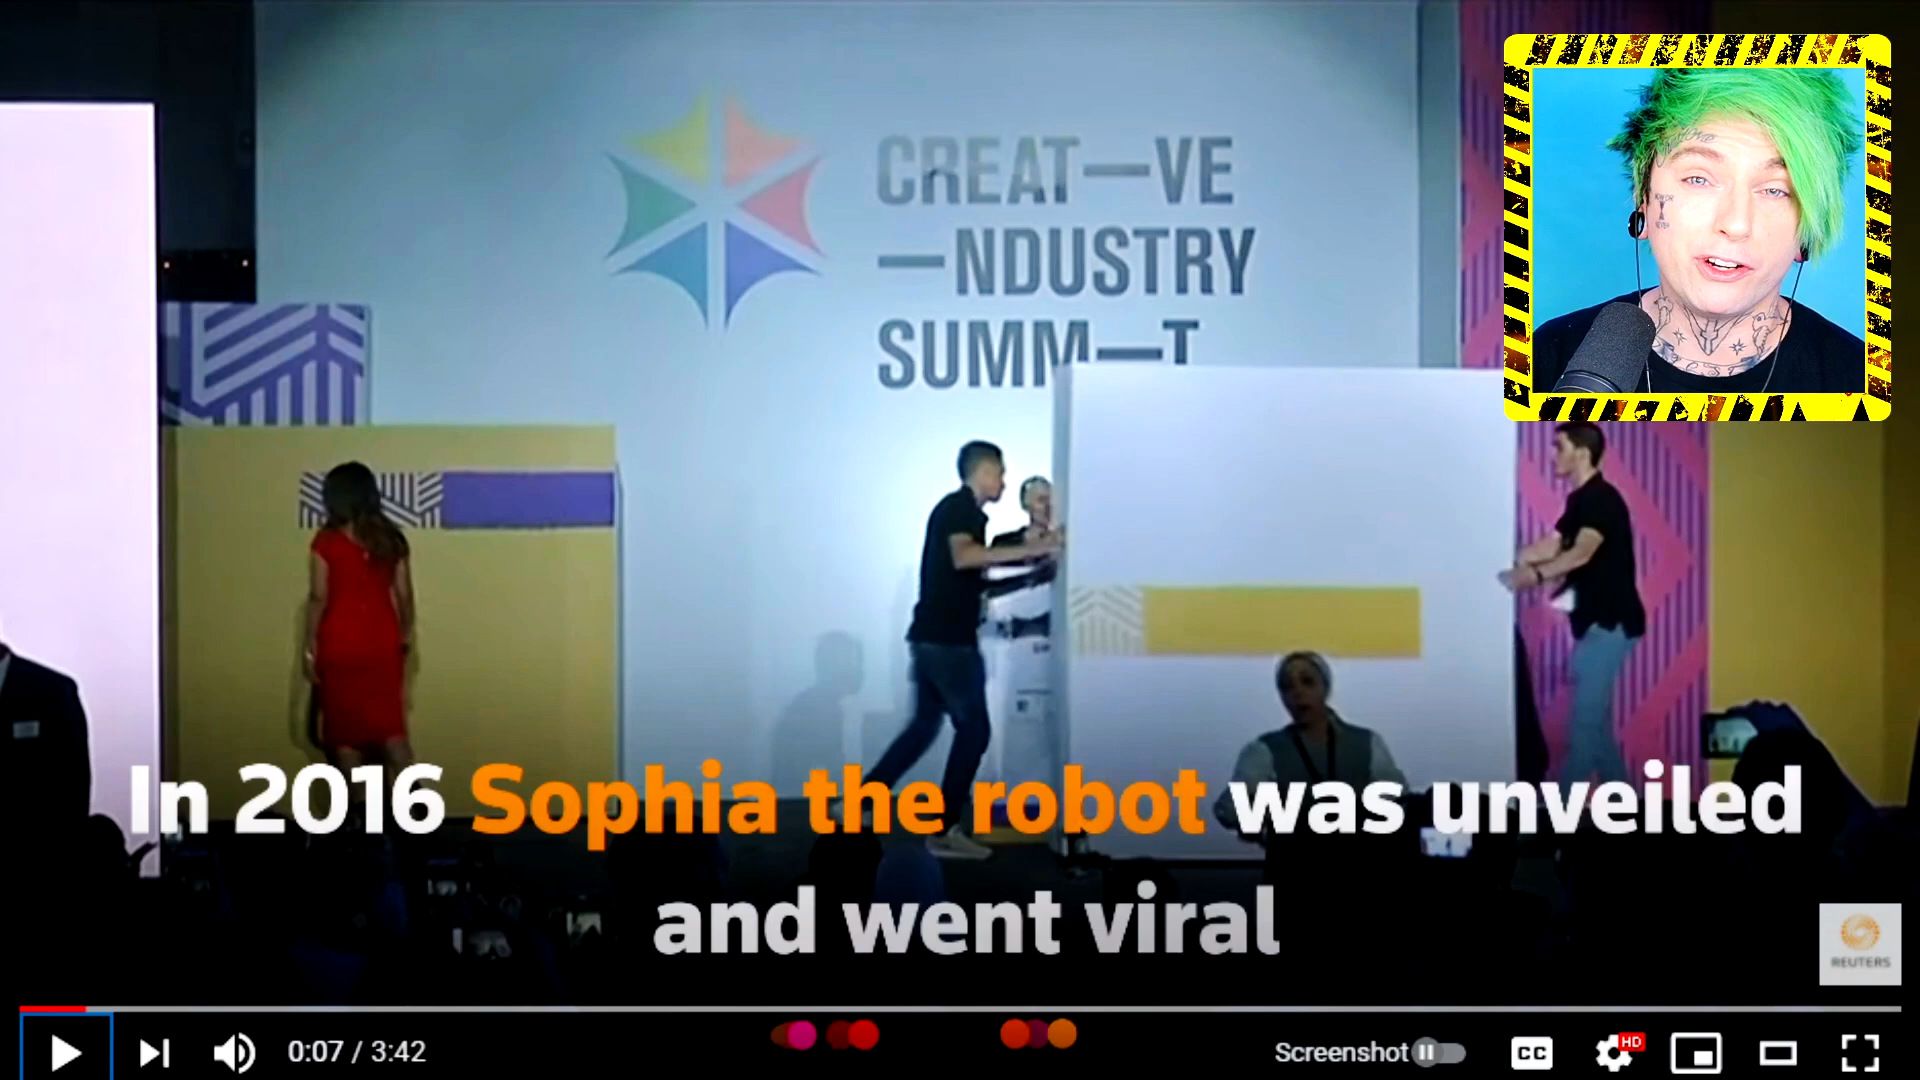 CREAT—VE
—NDUSTRY
SUMM—T
In 2016 Sophia the robot was unveiled
and went viral
REUTERS
0:07 / 3:42
Screenshot
CC
HD